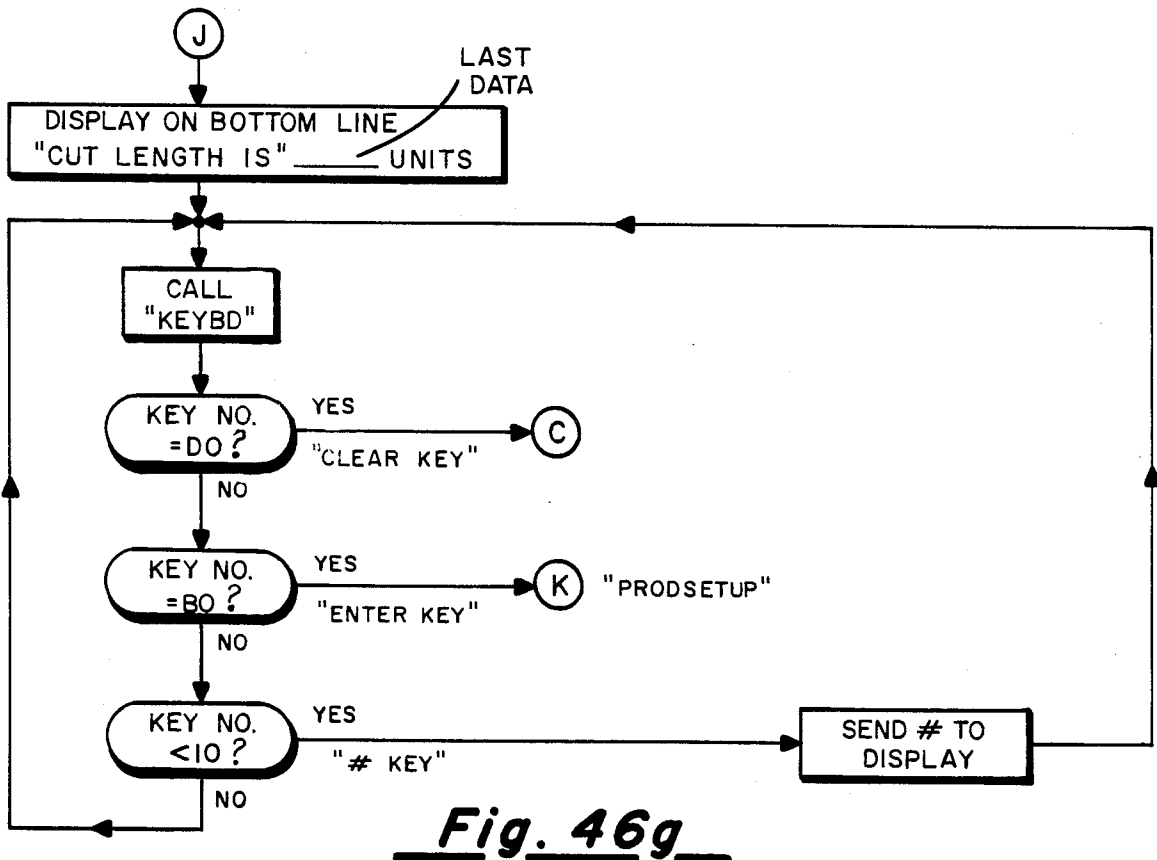 J
LAST
DATA
DISPLAY ON BOTTOM LINE
"CUT LENGTH IS" ______ UNITS
CALL
"KEYBD"
KEY NO.
=DO?
YES
"CLEAR KEY"
C
NO
KEY NO.
=BO?
YES
"ENTER KEY"
K
"PRODSETUP"
NO
KEY NO.
<10?
YES
"# KEY"
SEND # TO
DISPLAY
NO
Fig. 46g